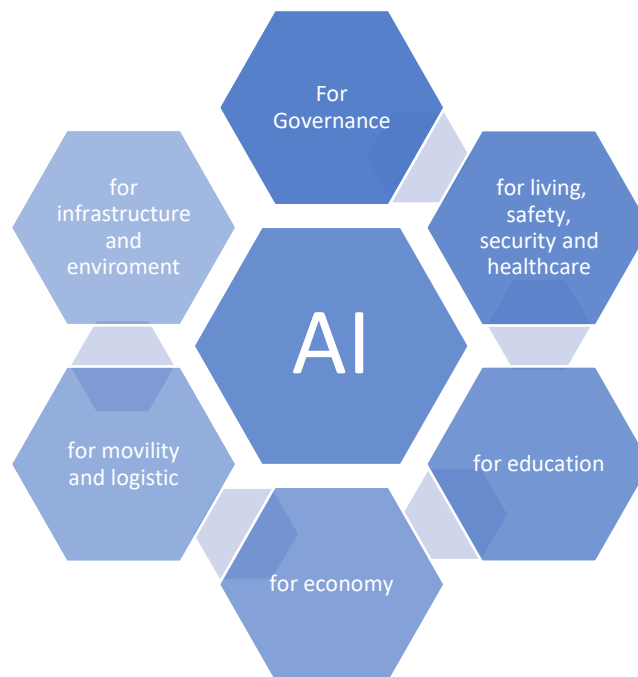 For
Governance
for living,
safety,
security and
healthcare
for education
for economy
for movility
and logistic
for
infrastructure
and
enviroment
AI